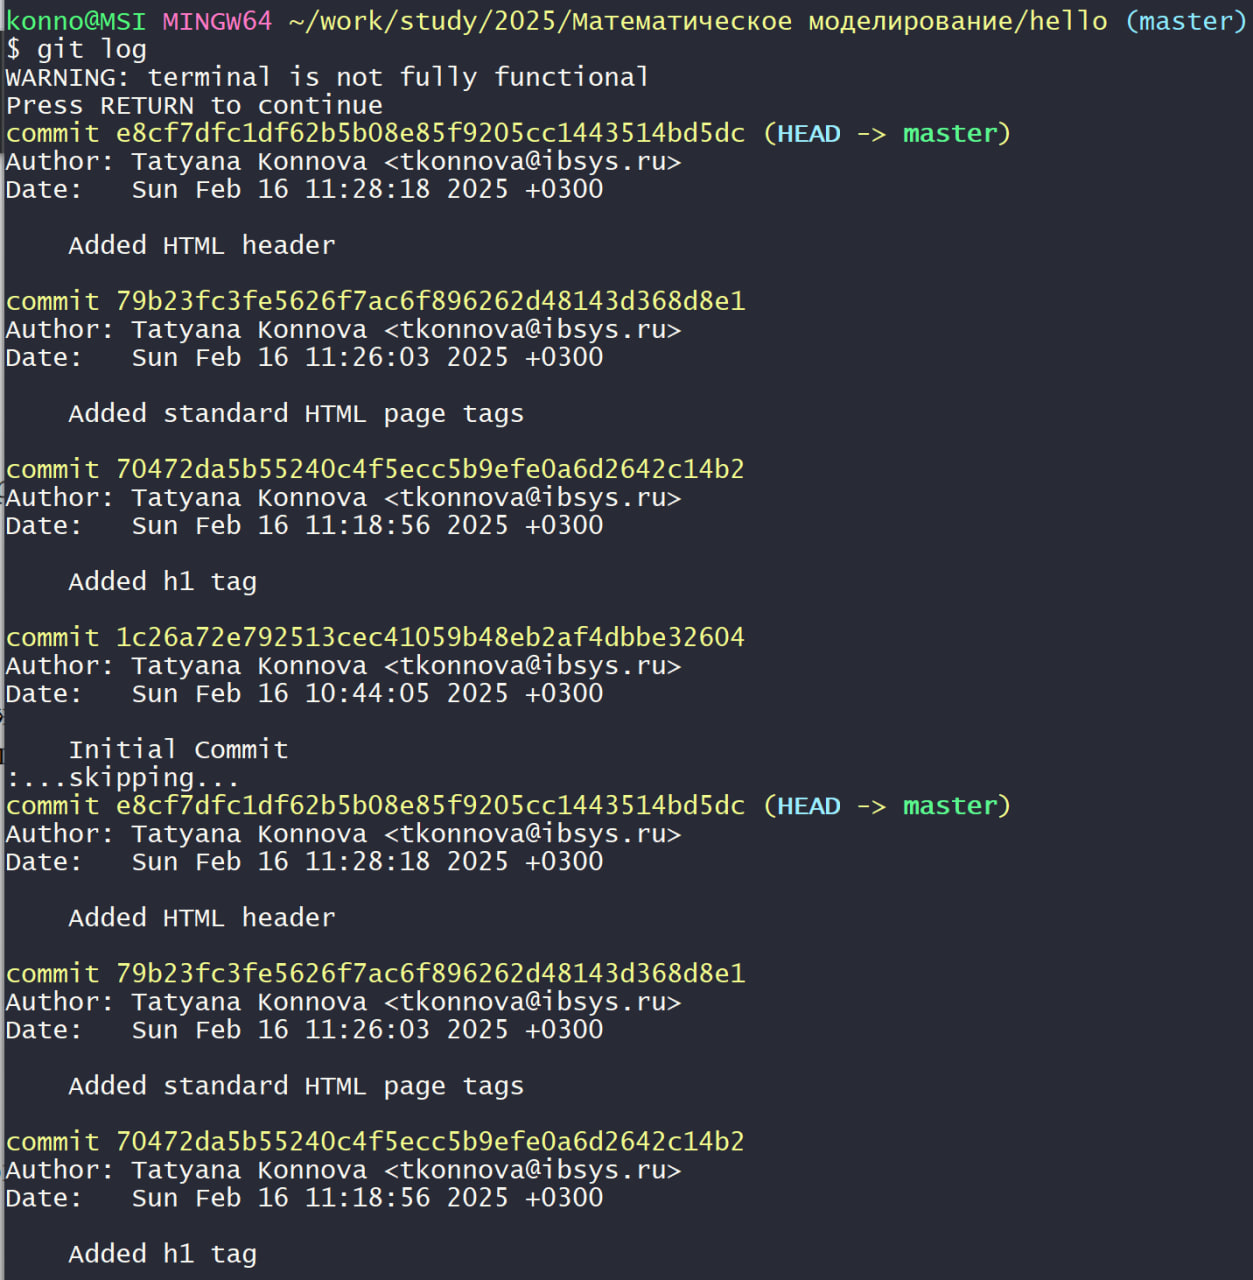 konno@MSI MINGW64 ~/work/study/2025/Математическое моделирование/hello (master)
$ git log
WARNING: terminal is not fully functional
Press RETURN to continue
commit e8cf7dfc1df62b5b08e85f9205cc1443514bd5dc (HEAD -> master)
Author: Tatyana Konnova <tkonnova@ibsys.ru>
Date:   Sun Feb 16 11:28:18 2025 +0300
    Added HTML header
commit 79b23fc3fe5626f7ac6f896262d48143d368d8e1
Author: Tatyana Konnova <tkonnova@ibsys.ru>
Date:   Sun Feb 16 11:26:03 2025 +0300
    Added standard HTML page tags
commit 70472da5b55240c4f5ecc5b9efe0a6d2642c14b2
Author: Tatyana Konnova <tkonnova@ibsys.ru>
Date:   Sun Feb 16 11:18:56 2025 +0300
    Added h1 tag
commit 1c26a72e792513cec41059b48eb2af4dbbe32604
Author: Tatyana Konnova <tkonnova@ibsys.ru>
Date:   Sun Feb 16 10:44:05 2025 +0300
    Initial Commit
:...skipping...
commit e8cf7dfc1df62b5b08e85f9205cc1443514bd5dc (HEAD -> master)
Author: Tatyana Konnova <tkonnova@ibsys.ru>
Date:   Sun Feb 16 11:28:18 2025 +0300
    Added HTML header
commit 79b23fc3fe5626f7ac6f896262d48143d368d8e1
Author: Tatyana Konnova <tkonnova@ibsys.ru>
Date:   Sun Feb 16 11:26:03 2025 +0300
    Added standard HTML page tags
commit 70472da5b55240c4f5ecc5b9efe0a6d2642c14b2
Author: Tatyana Konnova <tkonnova@ibsys.ru>
Date:   Sun Feb 16 11:18:56 2025 +0300
    Added h1 tag